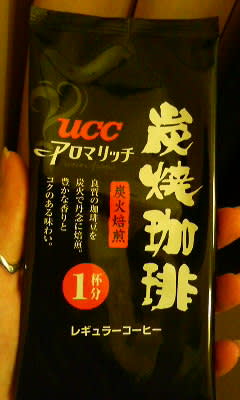 ucc
アロマリッチ
炭焼珈琲
炭火焙煎
良質の珈琲豆を
炭火で丹念に焙煎。
豊かな香りと
コクのある味わい。
1杯分
レギュラーコーヒー